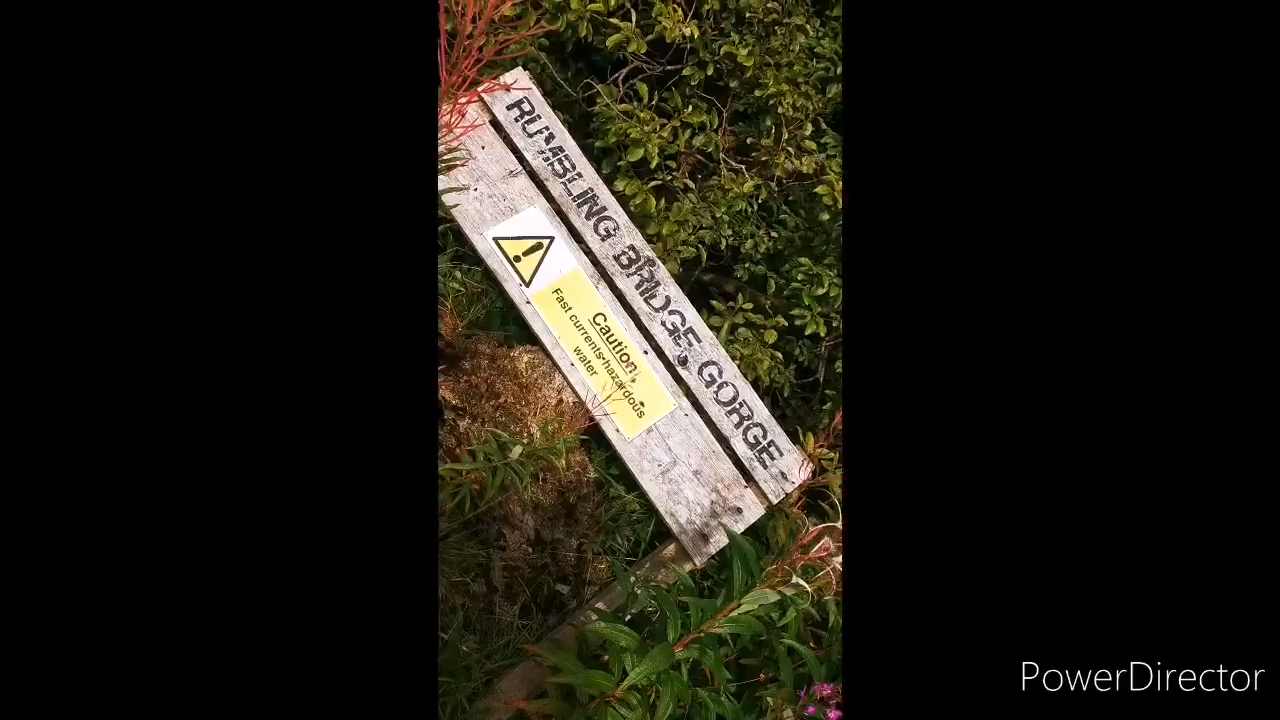 RUMBLING BRIDGE GORGE
Caution
Fast currents hazardous
water
PowerDirector